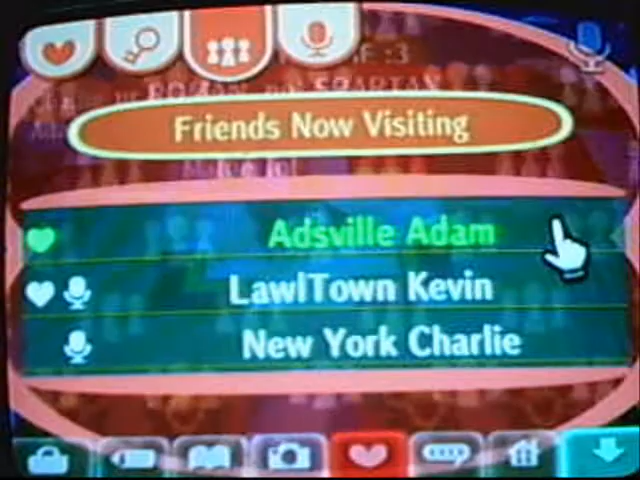 Friends Now Visiting
Adsville Adam
LawlTown Kevin
New York Charlie